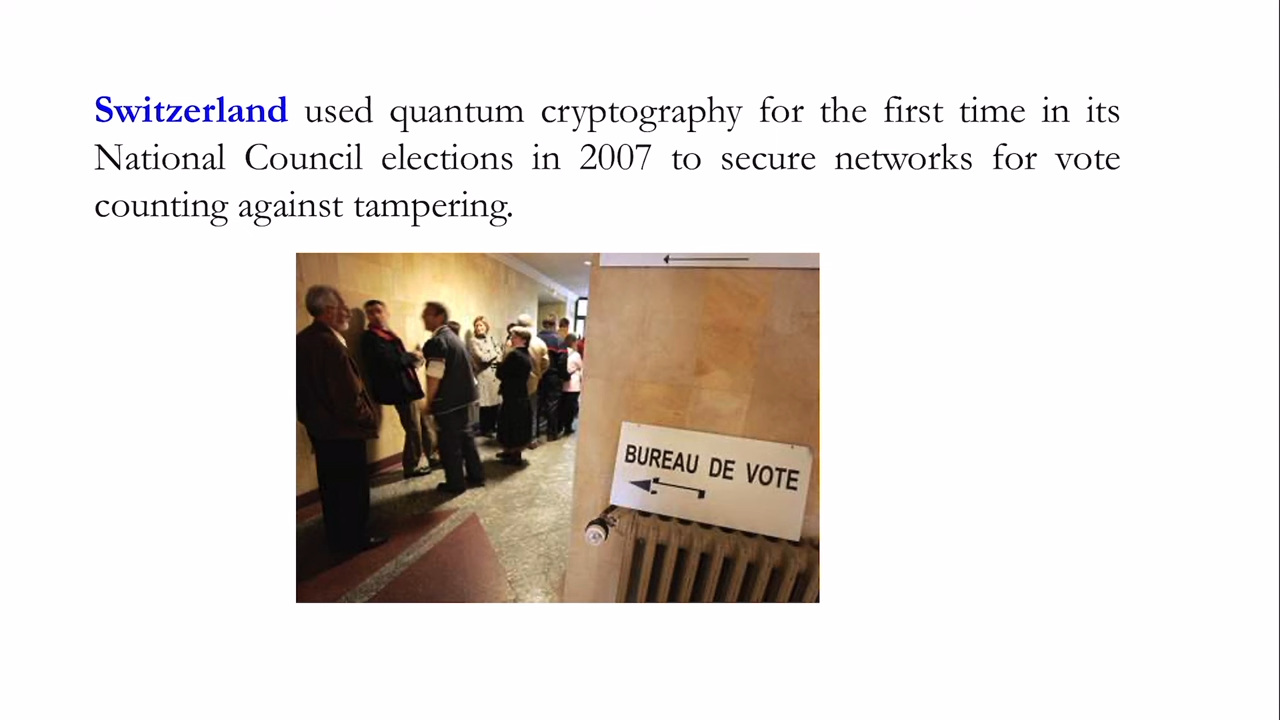 Switzerland used quantum cryptography for the first time in its
National Council elections in 2007 to secure networks for vote
counting against tampering.
BUREAU DE VOTE